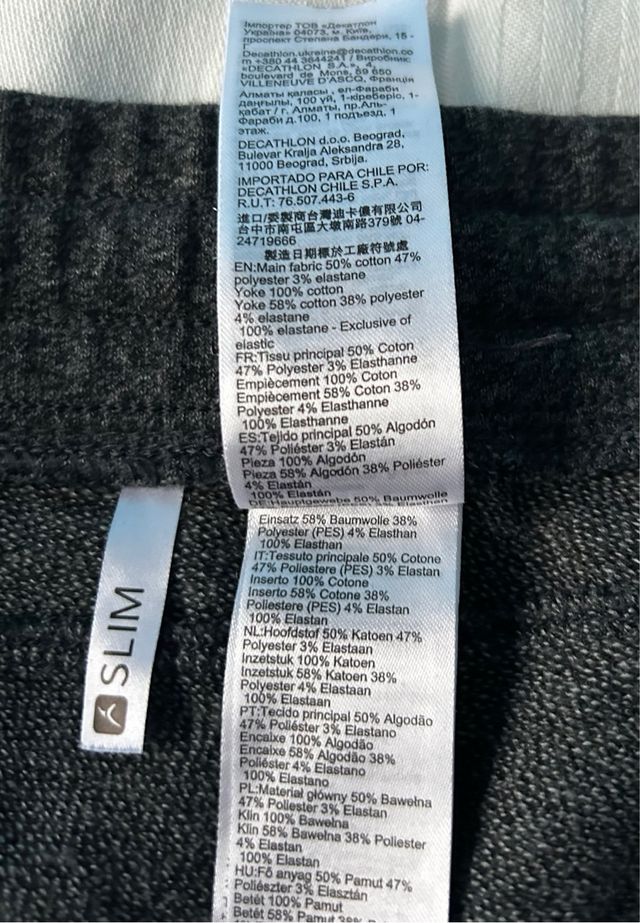 Імпортер ТОВ «Декатлон
Україна» 04073, м. Київ,
проспект Степана Бандери, 15 -
Г
Decathlon.ukraine@decathlon.co
m +380 44 3644241 / Виробник:
«DECATHLON S.A.», 4,
boulevard de Mons, 59 650
VILLENEUVE D'ASCQ, Франція
Алматы қаласы , ел-Фараби
даңғылы, 100 үй, 1-кіреберіс, 1-
қабат / г. Алматы, пр.Аль-
Фараби д.100, 1 подъезд, 1
этаж.
DECATHLON d.o.o. Beograd,
Bulevar Kralja Aleksandra 28,
11000 Beograd, Srbija.
IMPORTADO PARA CHILE POR:
DECATHLON CHILE S.P.A.
R.U.T: 76.507.443-6
進口/委製商台灣迪卡儂有限公司
台中市南屯區大墩南路379號 04-
24719666
製造日期標於工廠符號處
EN:Main fabric 50% cotton 47%
polyester 3% elastane
Yoke 100% cotton
Yoke 58% cotton 38% polyester
4% elastane
100% elastane - Exclusive of
elastic
FR:Tissu principal 50% Coton
47% Polyester 3% Elasthanne
Empiècement 100% Coton
Empiècement 58% Coton 38%
Polyester 4% Elasthanne
100% Elasthanne
ES:Tejido principal 50% Algodón
47% Poliéster 3% Elastán
Pieza 100% Algodón
Pieza 58% Algodón 38% Poliéster
4% Elastán
100% Elastán
DE:Hauptgewebe 50% Baumwolle
Einsatz 58% Baumwolle 38%
Polyester (PES) 4% Elasthan
100% Elasthan
IT:Tessuto principale 50% Cotone
47% Poliestere (PES) 3% Elastan
Inserto 100% Cotone
Inserto 58% Cotone 38%
Poliestere (PES) 4% Elastan
100% Elastan
NL:Hoofdstof 50% Katoen 47%
Polyester 3% Elastaan
Inzetstuk 100% Katoen
Inzetstuk 58% Katoen 38%
Polyester 4% Elastaan
100% Elastaan
PT:Tecido principal 50% Algodão
47% Poliéster 3% Elastano
Encaixe 100% Algodão
Encaixe 58% Algodão 38%
Poliéster 4% Elastano
100% Elastano
PL:Materiał główny 50% Bawełna
47% Poliester 3% Elastan
Klin 100% Bawełna
Klin 58% Bawełna 38% Poliester
4% Elastan
100% Elastan
HU:Fő anyag 50% Pamut 47%
Poliészter 3% Elasztán
Betét 100% Pamut
Betét 58% Pamut 38%
SLIM